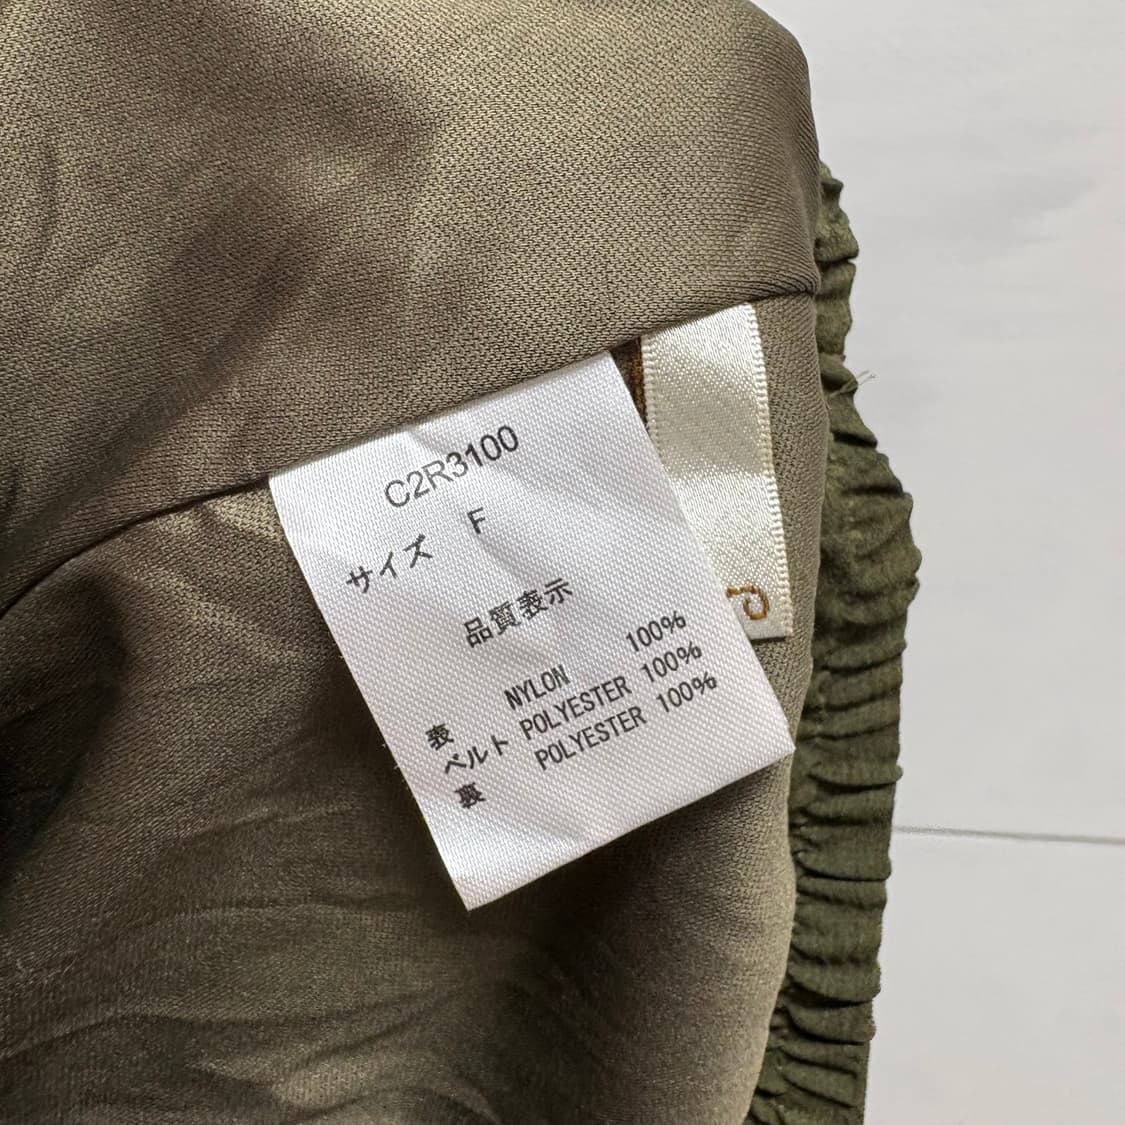 C2R3100
サイズ F
品質表示
表 NYLON 100%
ベルト POLYESTER 100%
裏 POLYESTER 100%